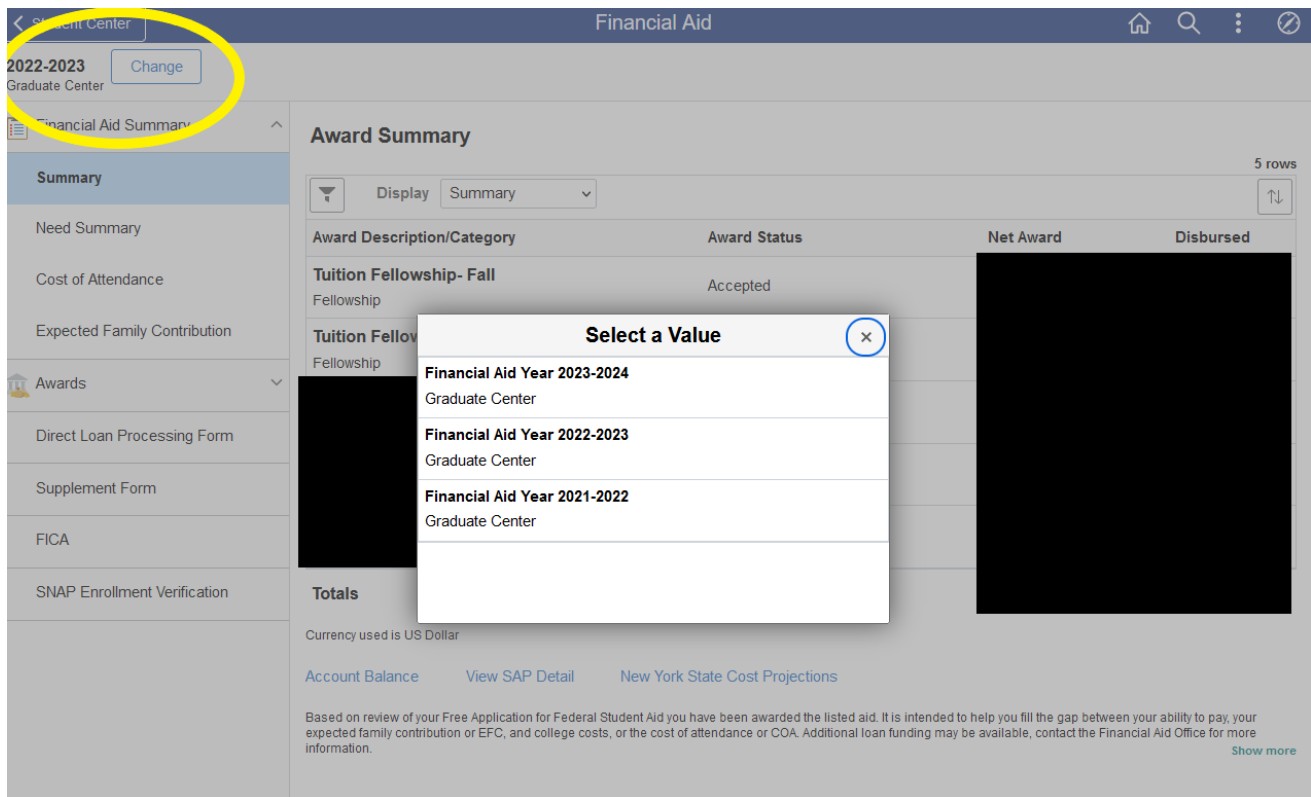 Student Center
Financial Aid
2022-2023
Change
Graduate Center
Financial Aid Summary
Summary
Need Summary
Cost of Attendance
Expected Family Contribution
Awards
Direct Loan Processing Form
Supplement Form
FICA
SNAP Enrollment Verification
Award Summary
5 rows
Display Summary
Award Description/Category Award Status Net Award Disbursed
Tuition Fellowship- Fall
Fellowship
Accepted
Tuition
Fellowship
Select a Value
Financial Aid Year 2023-2024
Graduate Center
Financial Aid Year 2022-2023
Graduate Center
Financial Aid Year 2021-2022
Graduate Center
Totals
Currency used is US Dollar
Account Balance View SAP Detail New York State Cost Projections
Based on review of your Free Application for Federal Student Aid you have been awarded the listed aid. It is intended to help you fill the gap between your ability to pay, your
expected family contribution or EFC, and college costs, or the cost of attendance or COA. Additional loan funding may be available, contact the Financial Aid Office for more
information.
Show more